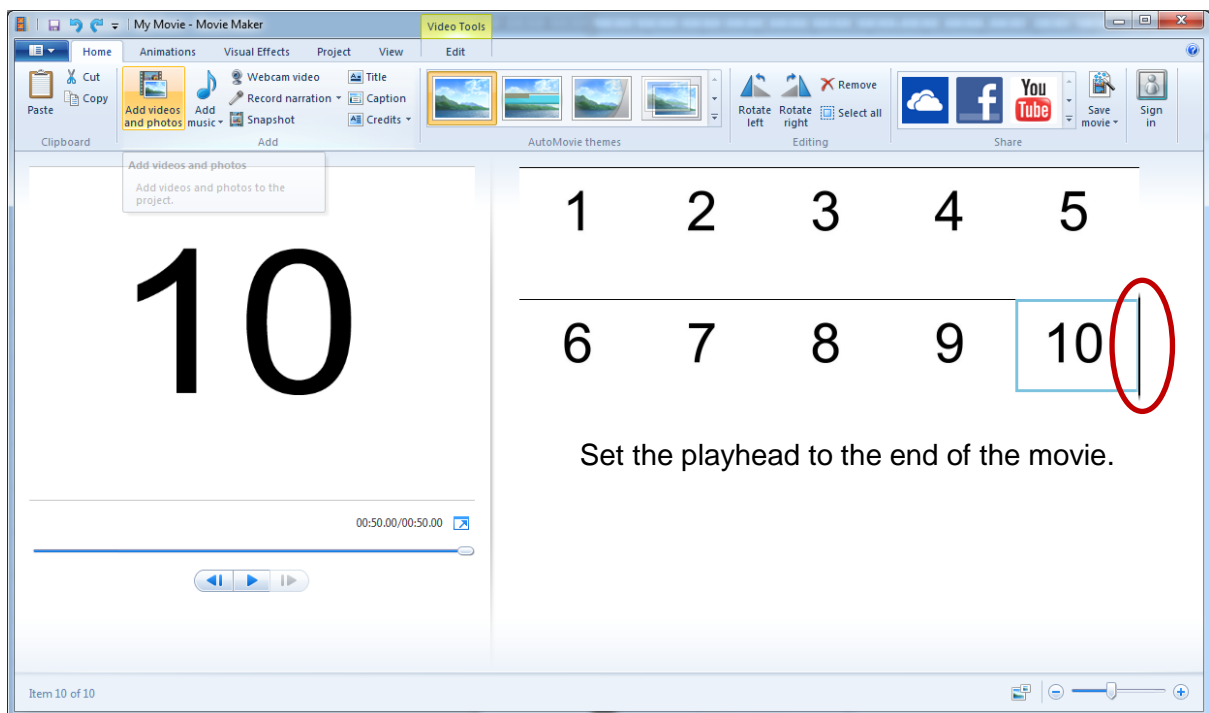 My Movie - Movie Maker
Video Tools
Home Animations Visual Effects Project View Edit
Paste
Cut
Copy
Clipboard
Add videos and photos
Add music
Webcam video
Record narration
Snapshot
Title
Caption
Credits
Add
AutoMovie themes
Rotate left
Rotate right
Remove
Select all
Editing
f
You Tube
Share
Save movie
Sign in
Add videos and photos
Add videos and photos to the
project.
10
1 2 3 4 5
6 7 8 9 10
Set the playhead to the end of the movie.
00:50.00/00:50.00
Item 10 of 10